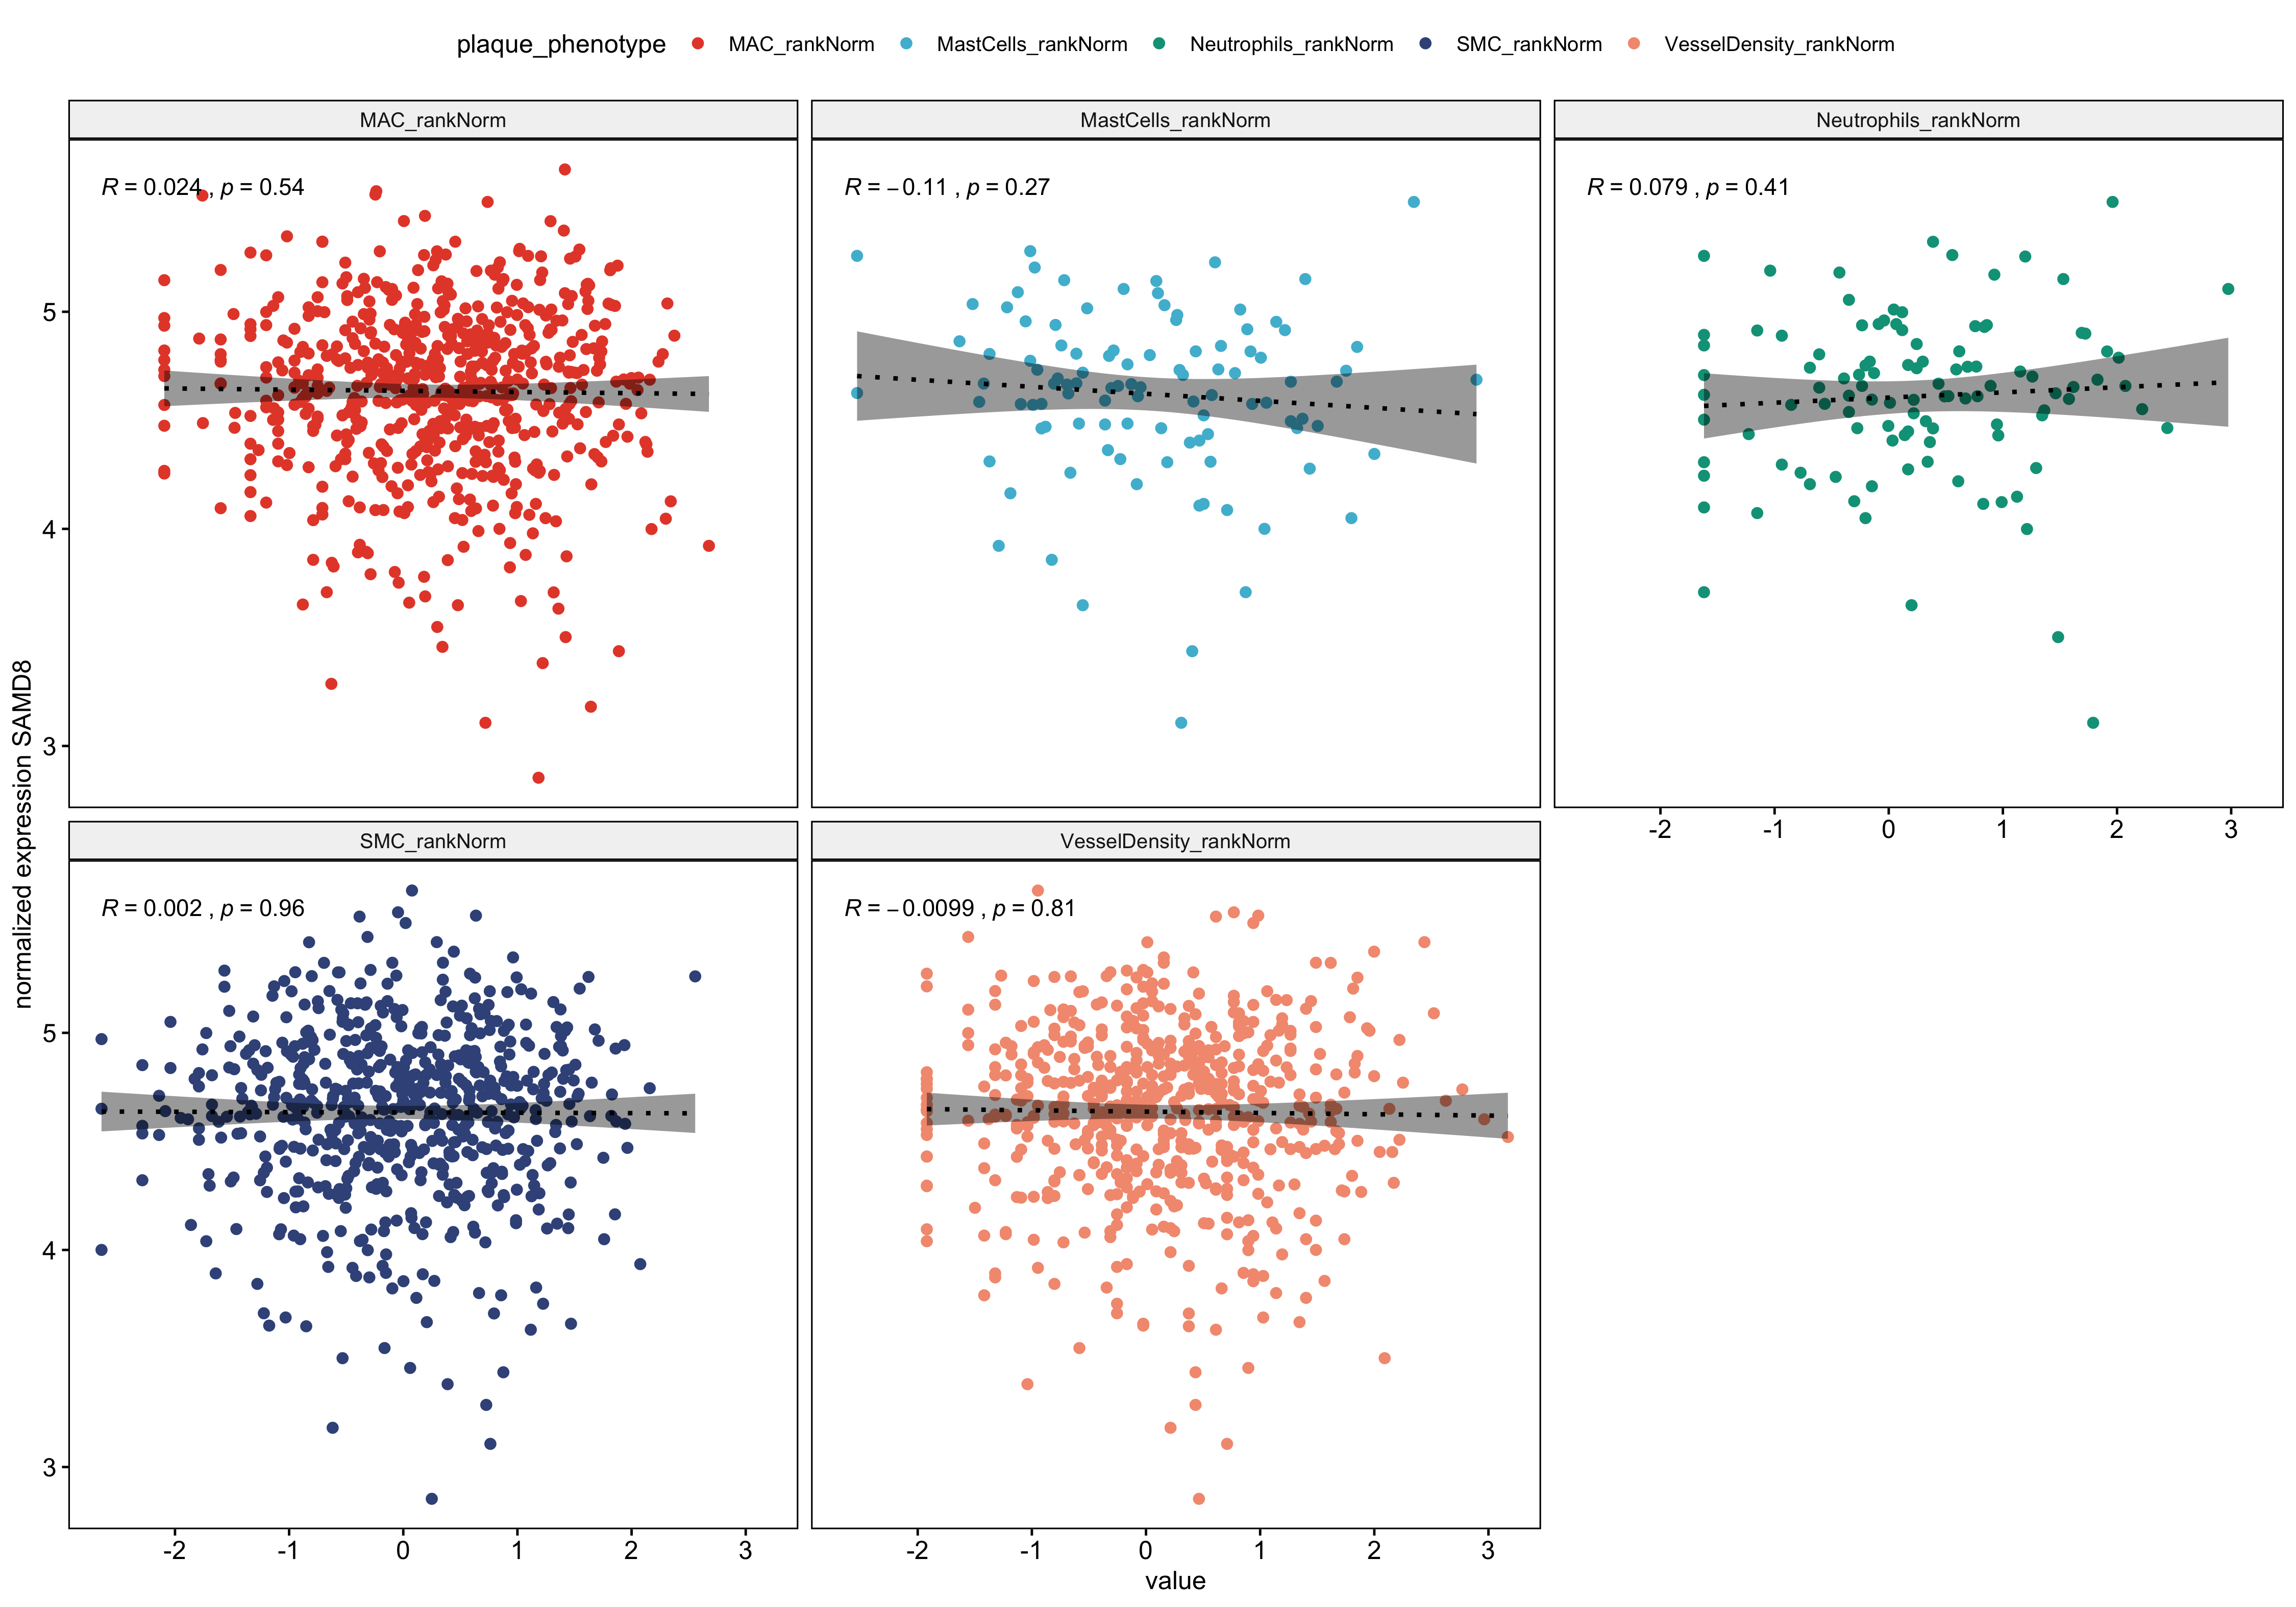 plaque_phenotype MAC_rankNorm MastCells_rankNorm Neutrophils_rankNorm SMC_rankNorm VesselDensity_rankNorm
MAC_rankNorm MastCells_rankNorm Neutrophils_rankNorm
R = 0.024 , p = 0.54 R = −0.11 , p = 0.27 R = 0.079 , p = 0.41
5
4
3
-2 -1 0 1 2 3
normalized expression SAMD8
SMC_rankNorm VesselDensity_rankNorm
R = 0.002 , p = 0.96 R = −0.0099 , p = 0.81
5
4
3
-2 -1 0 1 2 3 -2 -1 0 1 2 3
value